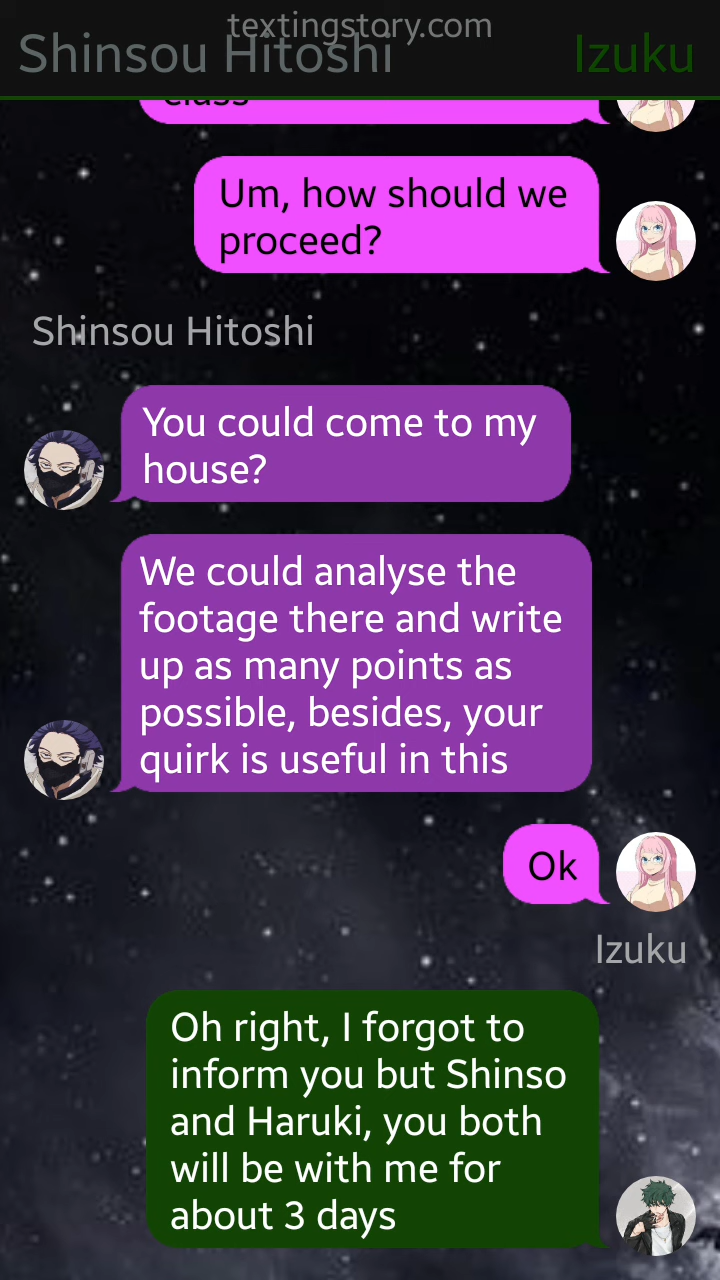 textingstory.com
Shinsou Hitoshi
Izuku
class
Um, how should we
proceed?
Shinsou Hitoshi
You could come to my
house?
We could analyse the
footage there and write
up as many points as
possible, besides, your
quirk is useful in this
Ok
Izuku
Oh right, I forgot to
inform you but Shinso
and Haruki, you both
will be with me for
about 3 days